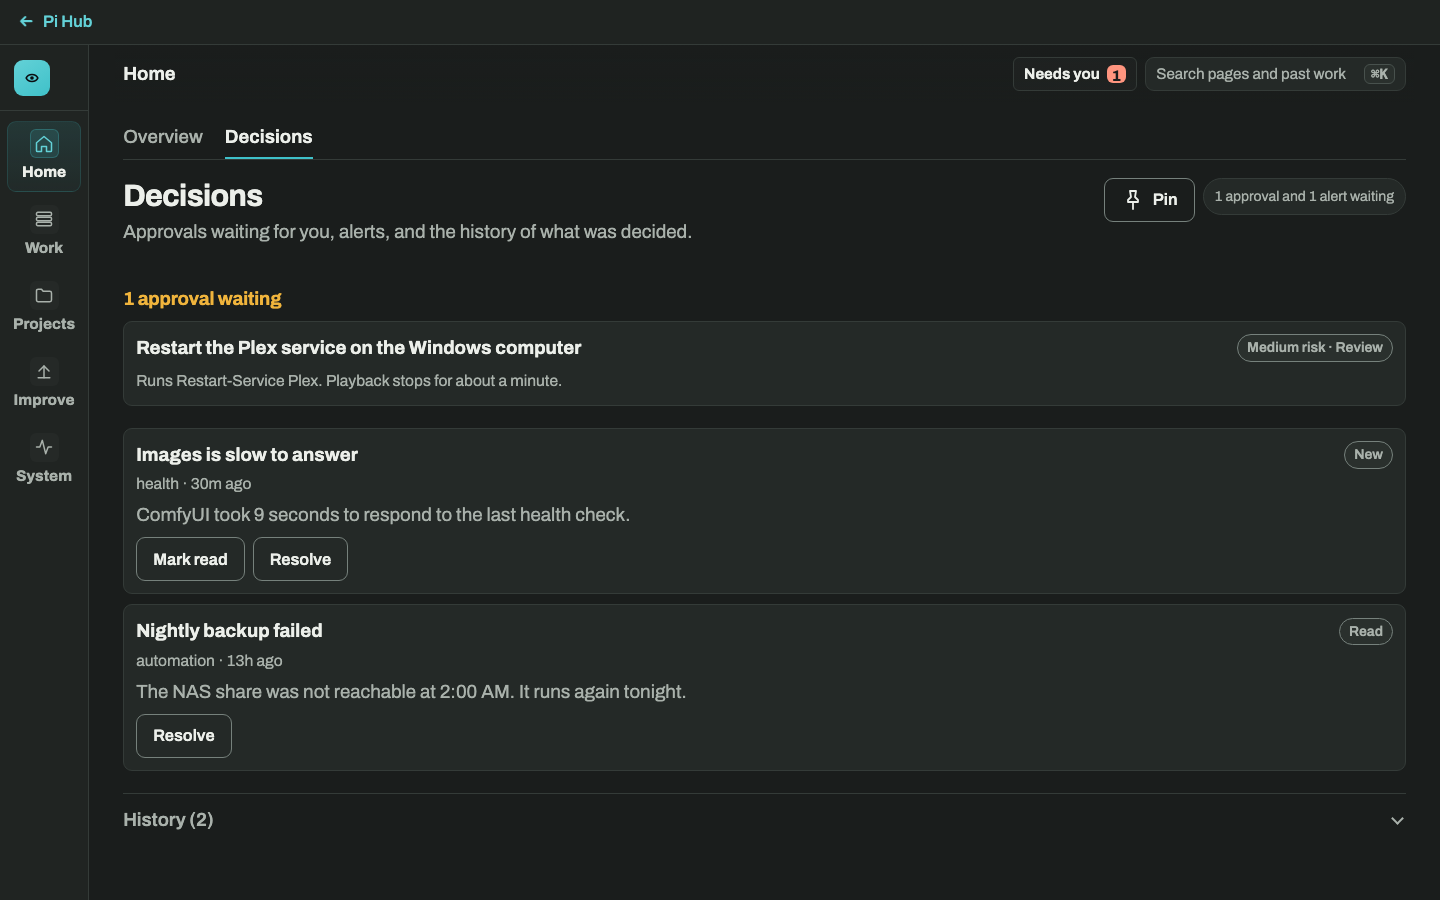 Pi Hub
Home
Needs you 1
Search pages and past work ⌘K
Home
Work
Projects
Improve
System
Overview
Decisions
Decisions
Pin
1 approval and 1 alert waiting
Approvals waiting for you, alerts, and the history of what was decided.
1 approval waiting
Restart the Plex service on the Windows computer
Medium risk · Review
Runs Restart-Service Plex. Playback stops for about a minute.
Images is slow to answer
New
health · 30m ago
ComfyUI took 9 seconds to respond to the last health check.
Mark read
Resolve
Nightly backup failed
Read
automation · 13h ago
The NAS share was not reachable at 2:00 AM. It runs again tonight.
Resolve
History (2)